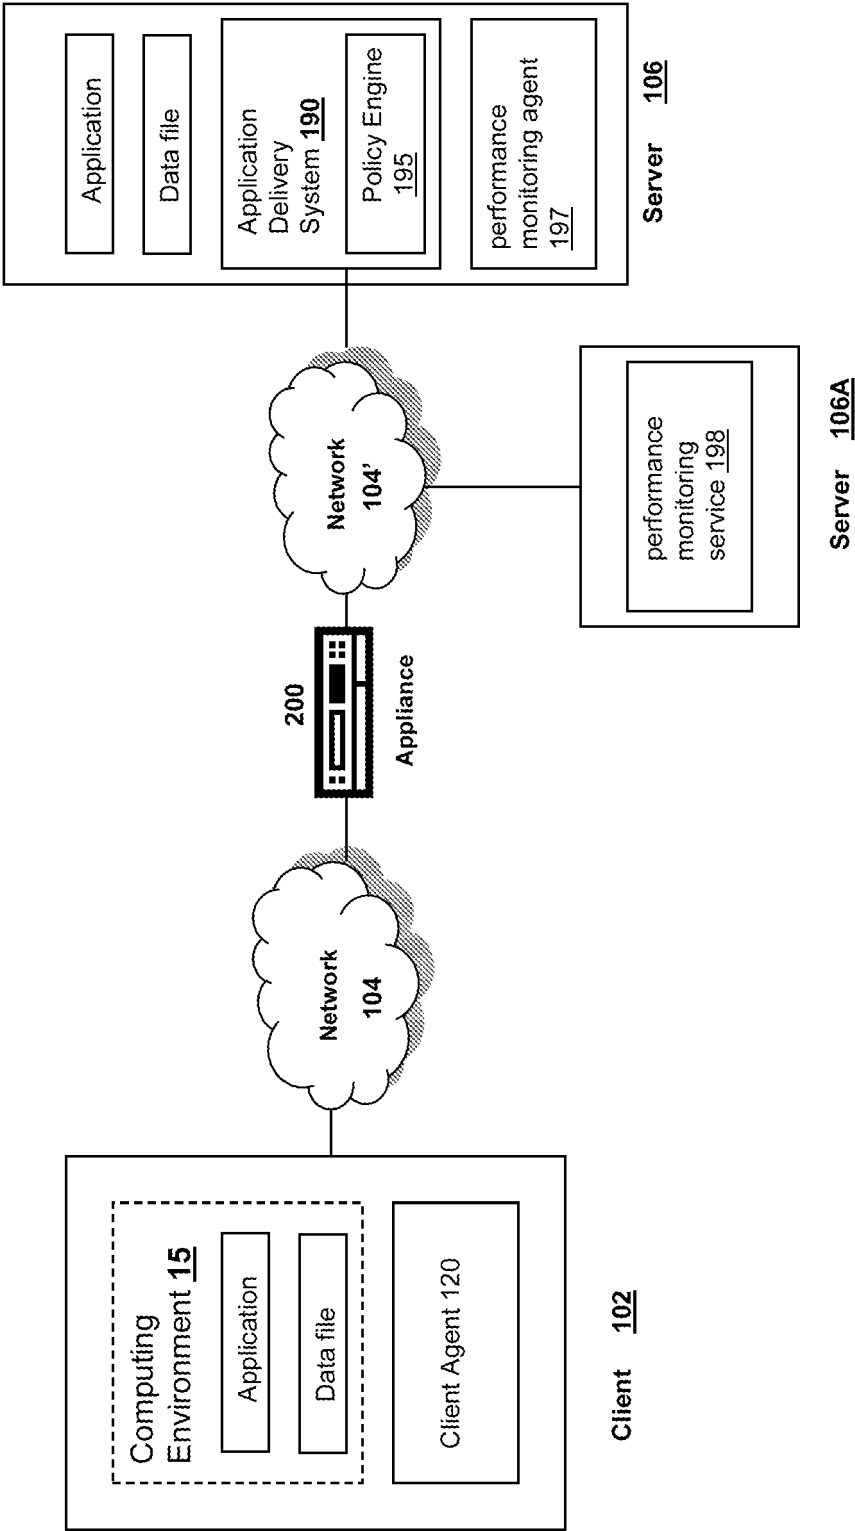 Computing
Environment 15
Application
Data file
Client Agent 120
Client 102
Network
104
200
Appliance
Network
104’
Application
Data file
Application
Delivery
System 190
Policy Engine
195
performance
monitoring agent
197
Server 106
performance
monitoring
service 198
Server 106A